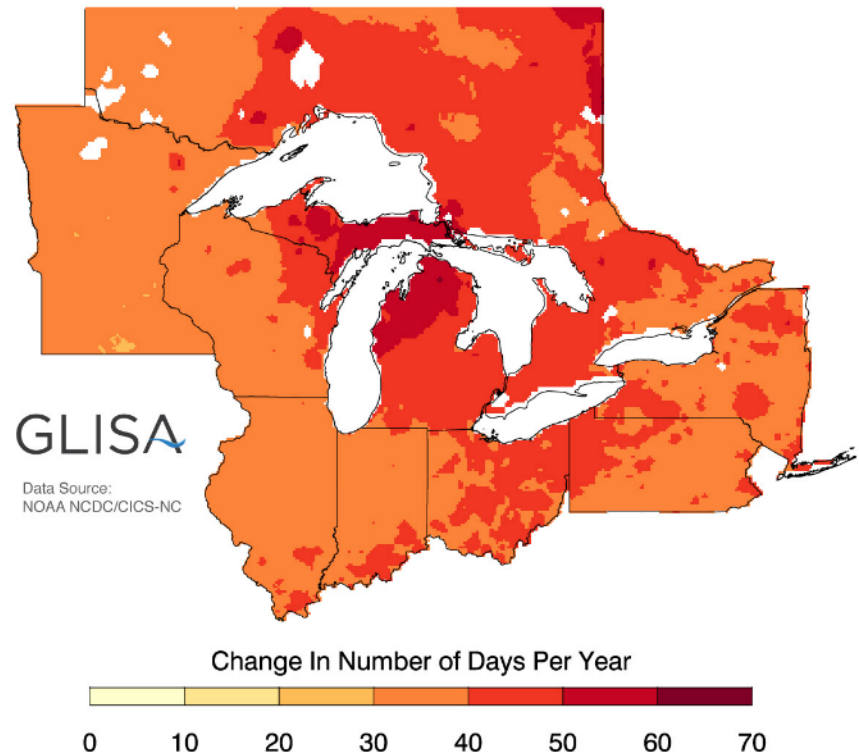 GLISA
Data Source:
NOAA NCDC/CICS-NC
Change In Number of Days Per Year
0 10 20 30 40 50 60 70